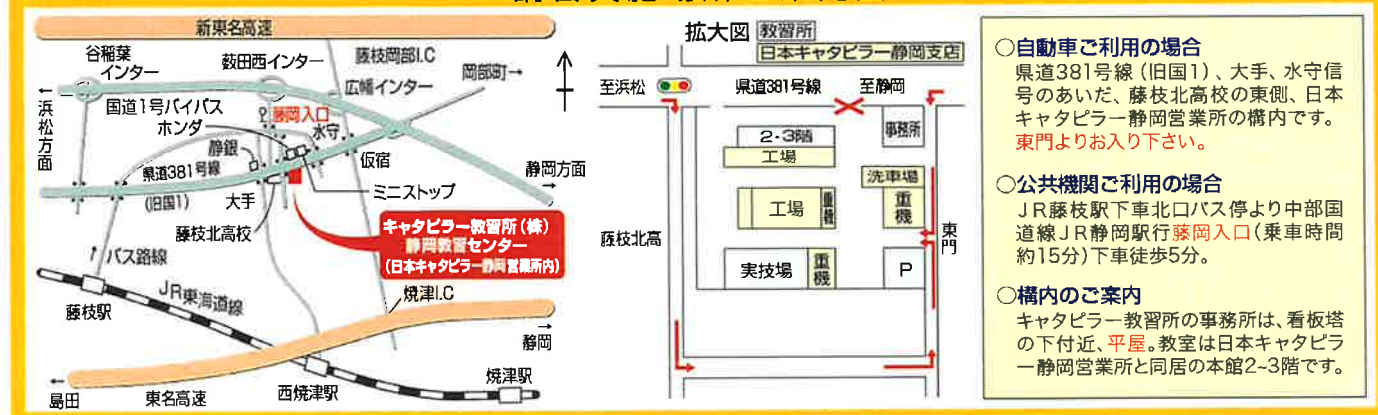 新東名高速
谷稲葉
インター
薮田西インター
藤枝岡部I.C
岡部町→
広幡インター
国道1号バイパス
ホンダ
藤岡入口
水守
←浜松方面
静銀
県道381号線
(旧国1)
大手
仮宿
ミニストップ
静岡方面
→
藤枝北高校
キャタピラー教習所(株)
静岡教習センター
(日本キャタピラー静岡営業所内)
バス路線
JR東海道線
藤枝駅
焼津I.C
→
静岡
←
島田
東名高速
西焼津駅
焼津駅
拡大図 教習所
日本キャタピラー静岡支店
至浜松
県道381号線
至静岡
事務所
2・3階
工場
洗車場
工場
重機
重機
藤枝北高
東門
実技場
重機
P
○自動車ご利用の場合
県道381号線(旧国1)、大手、水守信
号のあいだ、藤枝北高校の東側、日本
キャタピラー静岡営業所の構内です。
東門よりお入り下さい。
○公共機関ご利用の場合
JR藤枝駅下車北口バス停より中部国
道線JR静岡駅行藤岡入口(乗車時間
約15分)下車徒歩5分。
○構内のご案内
キャタピラー教習所の事務所は、看板塔
の下付近、平屋。教室は日本キャタピラ
ー静岡営業所と同居の本館2~3階です。